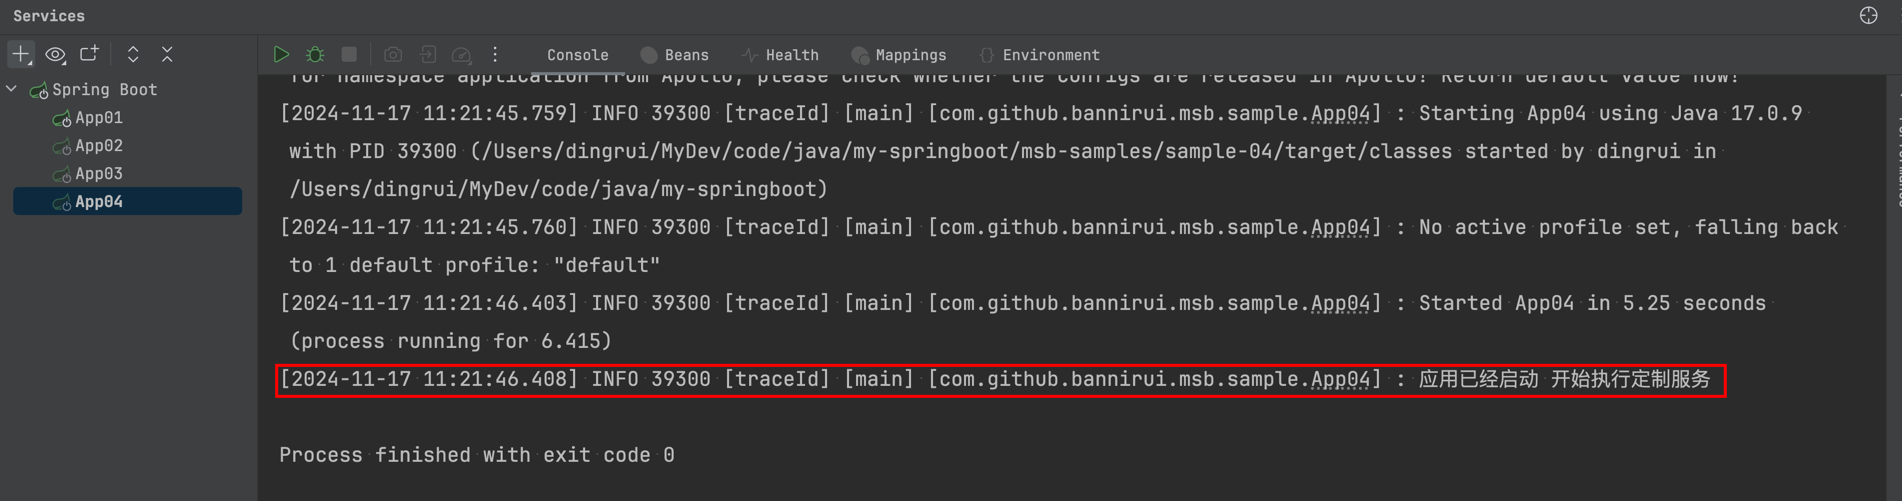 Services
Console Beans Health Mappings Environment
Spring Boot
App01
App02
App03
App04
for namespace application from Apollo, please check whether the configs are released in Apollo! Return default value now!
[2024-11-17 11:21:45.759] INFO 39300 [traceId] [main] [com.github.bannirui.msb.sample.App04] : Starting App04 using Java 17.0.9
with PID 39300 (/Users/dingrui/MyDev/code/java/my-springboot/msb-samples/sample-04/target/classes started by dingrui in
/Users/dingrui/MyDev/code/java/my-springboot)
[2024-11-17 11:21:45.760] INFO 39300 [traceId] [main] [com.github.bannirui.msb.sample.App04] : No active profile set, falling back
to 1 default profile: "default"
[2024-11-17 11:21:46.403] INFO 39300 [traceId] [main] [com.github.bannirui.msb.sample.App04] : Started App04 in 5.25 seconds
(process running for 6.415)
[2024-11-17 11:21:46.408] INFO 39300 [traceId] [main] [com.github.bannirui.msb.sample.App04] : 应用已经启动 开始执行定制服务
Process finished with exit code 0